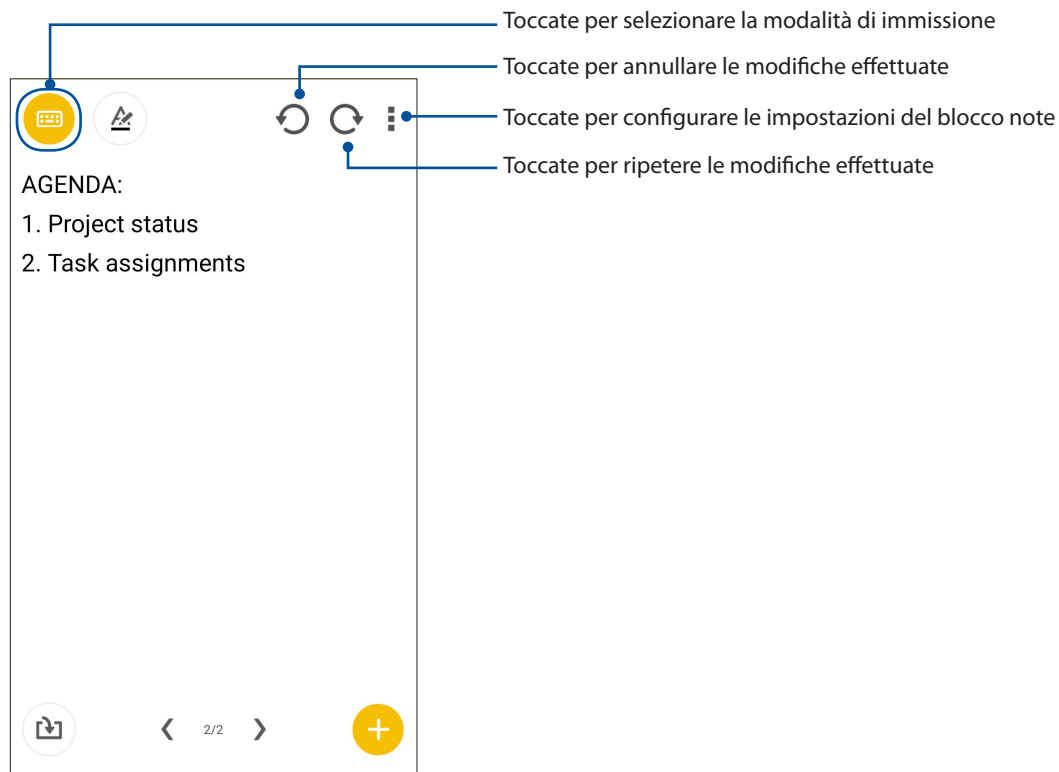 Toccate per selezionare la modalità di immissione
Toccate per annullare le modifiche effettuate
Toccate per configurare le impostazioni del blocco note
Toccate per ripetere le modifiche effettuate
AGENDA:
1. Project status
2. Task assignments
2/2